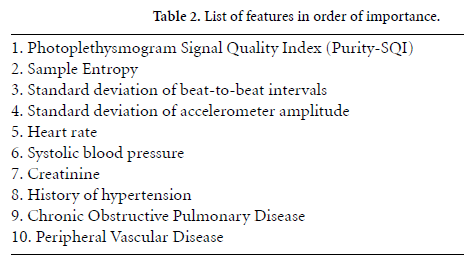 Table 2. List of features in order of importance.
1. Photoplethysmogram Signal Quality Index (Purity-SQI)
2. Sample Entropy
3. Standard deviation of beat-to-beat intervals
4. Standard deviation of accelerometer amplitude
5. Heart rate
6. Systolic blood pressure
7. Creatinine
8. History of hypertension
9. Chronic Obstructive Pulmonary Disease
10. Peripheral Vascular Disease